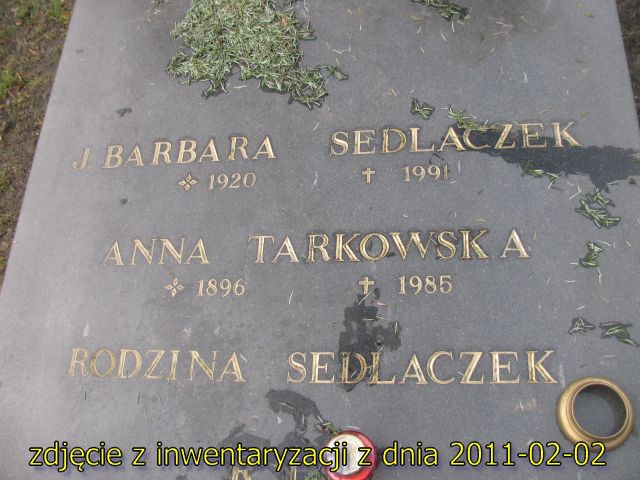 J. BARBARA SEDLACZEK
1920 † 1991
ANNA TARKOWSKA
1896 † 1985
RODZINA SEDLACZEK
zdjęcie z inwentaryzacji z dnia 2011-02-02